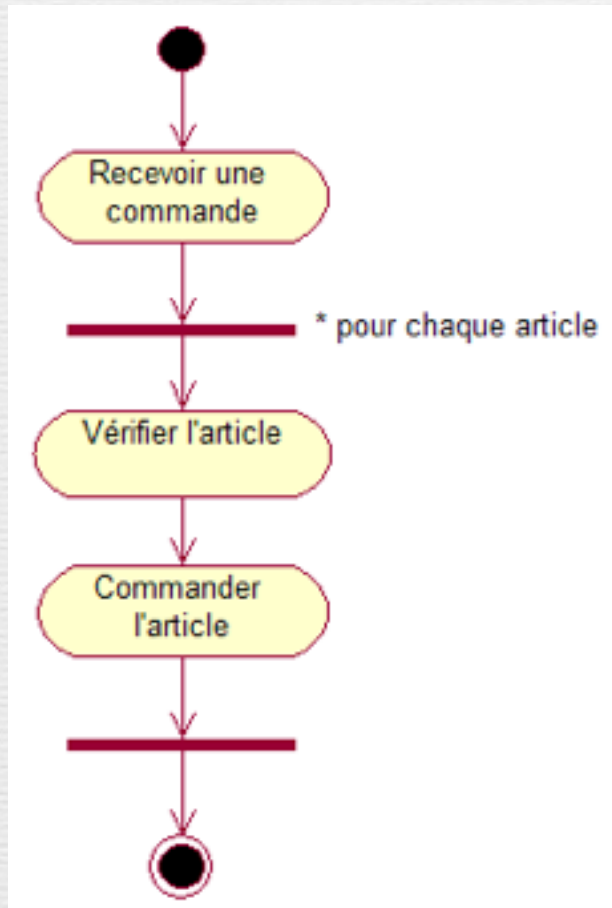 Recevoir une
commande
* pour chaque article
Vérifier l'article
Commander
l'article